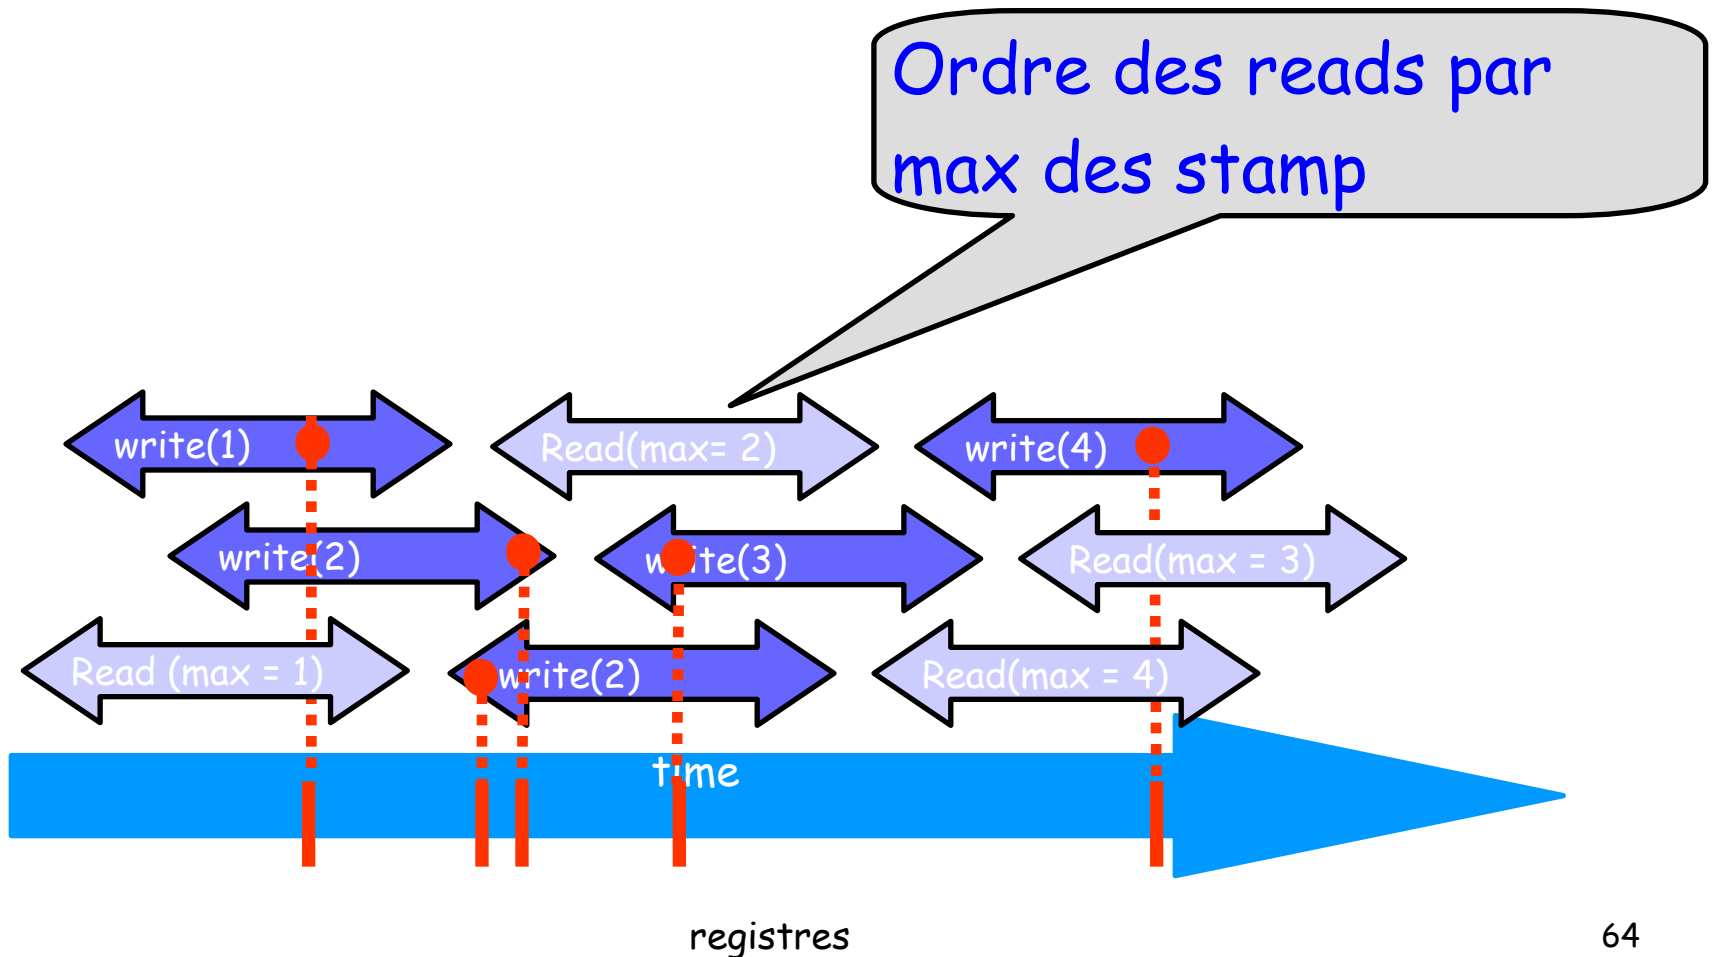 Ordre des reads par
max des stamp
write(1)
Read(max= 2)
write(4)
write(2)
write(3)
Read(max = 3)
Read (max = 1)
write(2)
Read(max = 4)
time
registres
64